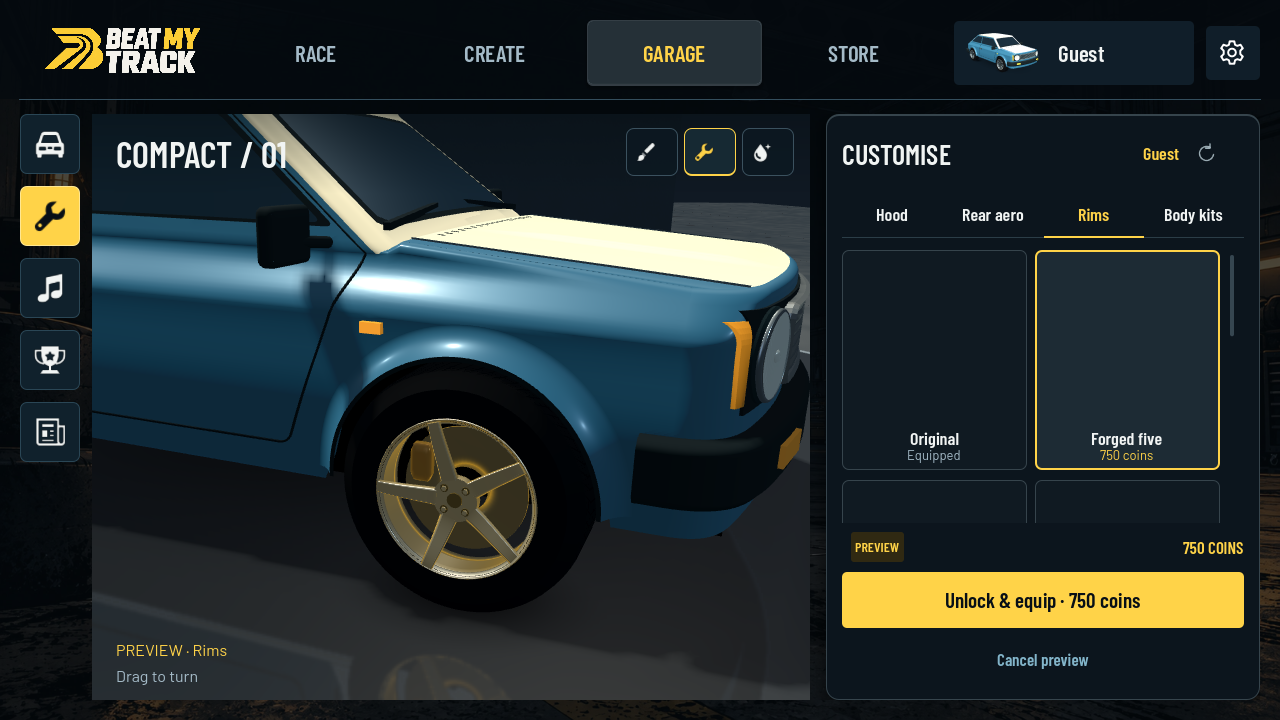 BEAT MY
TRACK
RACE
CREATE
GARAGE
STORE
Guest
COMPACT / 01
CUSTOMISE
Guest
Hood
Rear aero
Rims
Body kits
Original
Equipped
Forged five
750 coins
PREVIEW
750 COINS
Unlock & equip · 750 coins
Cancel preview
PREVIEW · Rims
Drag to turn